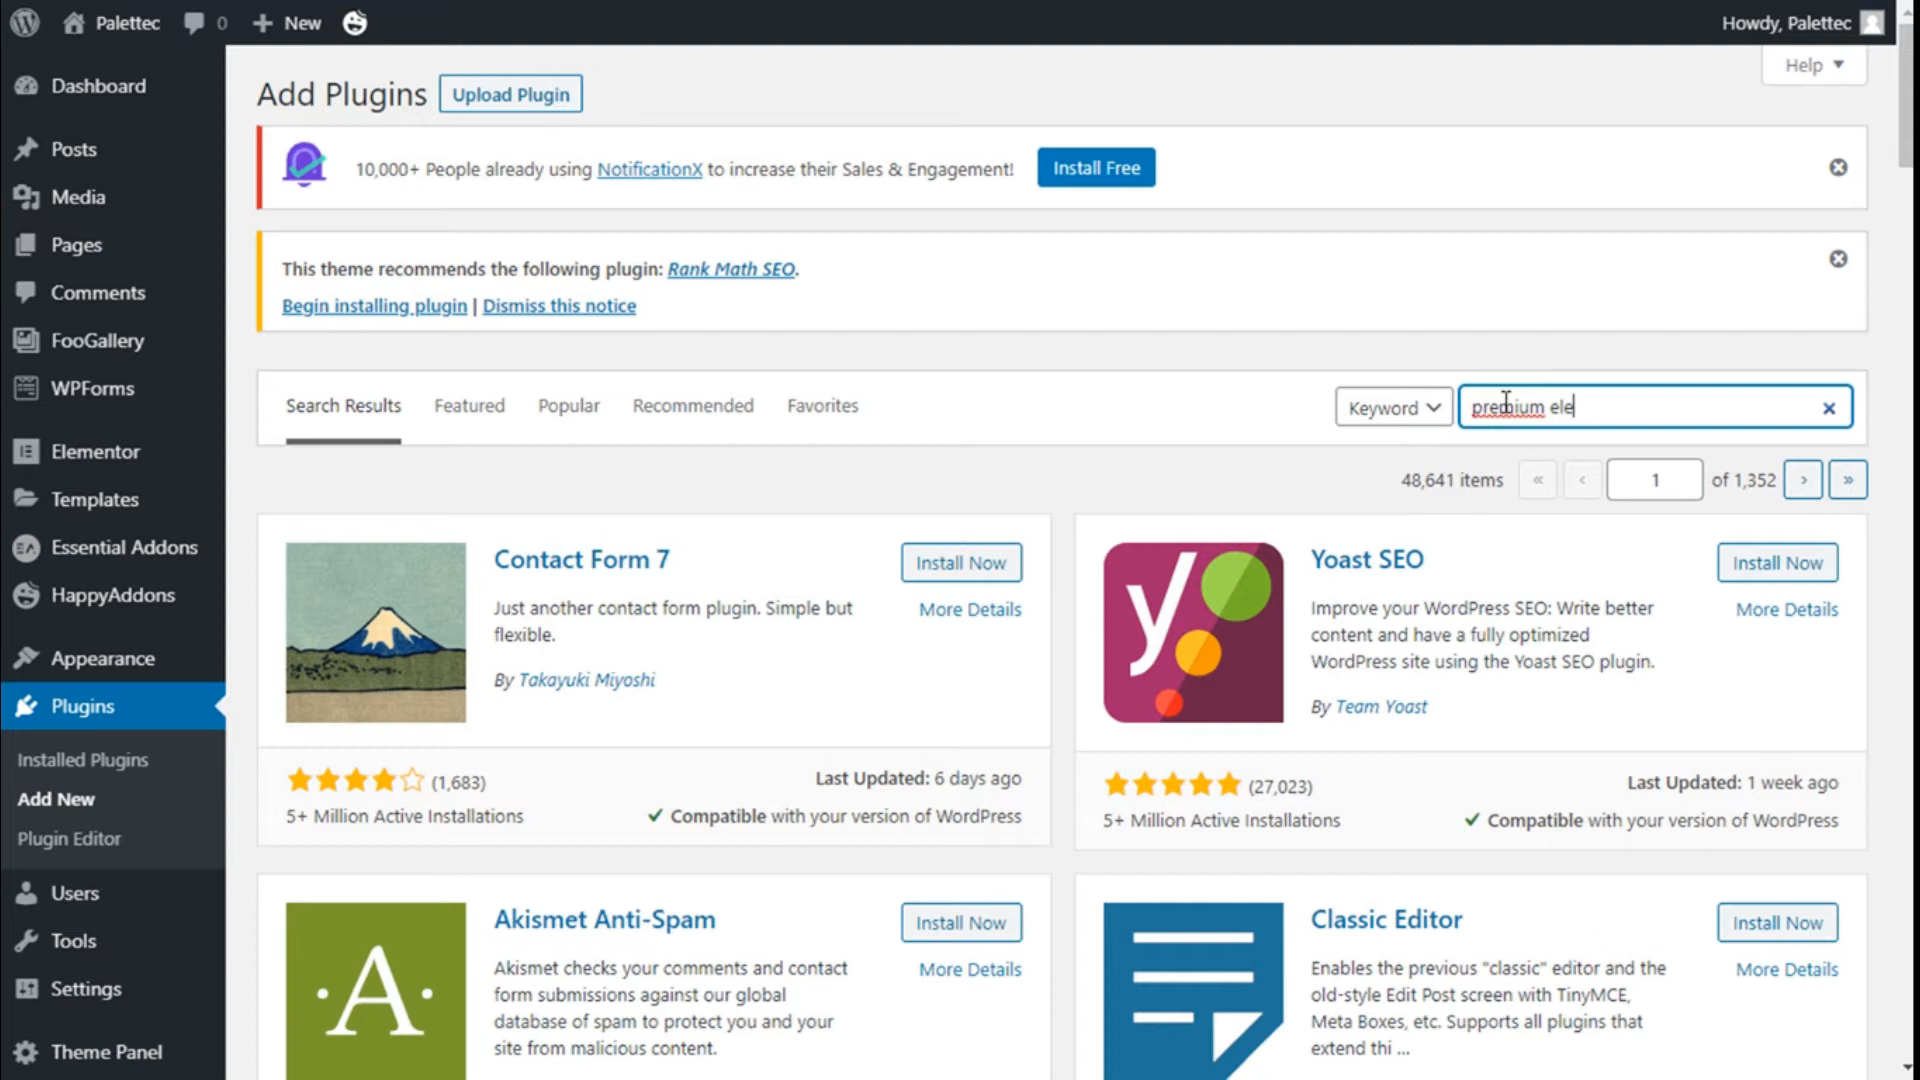 Palettec
0
New
Howdy, Palettec
Dashboard
Posts
Media
Pages
Comments
FooGallery
WPForms
Elementor
Templates
Essential Addons
HappyAddons
Appearance
Plugins
Installed Plugins
Add New
Plugin Editor
Users
Tools
Settings
Theme Panel
Help
Add Plugins
Upload Plugin
10,000+ People already using NotificationX to increase their Sales & Engagement!
Install Free
This theme recommends the following plugin: Rank Math SEO.
Begin installing plugin | Dismiss this notice
Search Results
Featured
Popular
Recommended
Favorites
Keyword
premium ele
48,641 items
«
‹
1
of 1,352
›
»
Contact Form 7
Install Now
More Details
Just another contact form plugin. Simple but
flexible.
By Takayuki Miyoshi
(1,683)
Last Updated: 6 days ago
5+ Million Active Installations
Compatible with your version of WordPress
y
Yoast SEO
Install Now
More Details
Improve your WordPress SEO: Write better
content and have a fully optimized
WordPress site using the Yoast SEO plugin.
By Team Yoast
(27,023)
Last Updated: 1 week ago
5+ Million Active Installations
Compatible with your version of WordPress
·A·
Akismet Anti-Spam
Install Now
More Details
Akismet checks your comments and contact
form submissions against our global
database of spam to protect you and your
site from malicious content.
Classic Editor
Install Now
More Details
Enables the previous "classic" editor and the
old-style Edit Post screen with TinyMCE,
Meta Boxes, etc. Supports all plugins that
extend thi ...